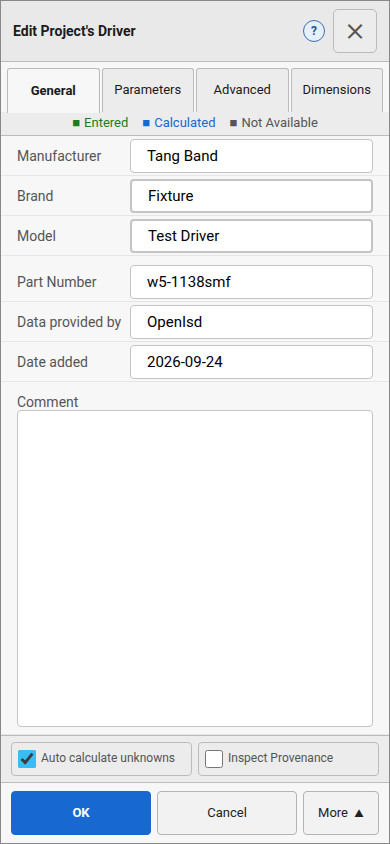 Edit Project's Driver
?
General
Parameters
Advanced
Dimensions
Entered
Calculated
Not Available
Manufacturer
Tang Band
Brand
Fixture
Model
Test Driver
Part Number
w5-1138smf
Data provided by
OpenIsd
Date added
2026-09-24
Comment
Auto calculate unknowns
Inspect Provenance
OK
Cancel
More ▲